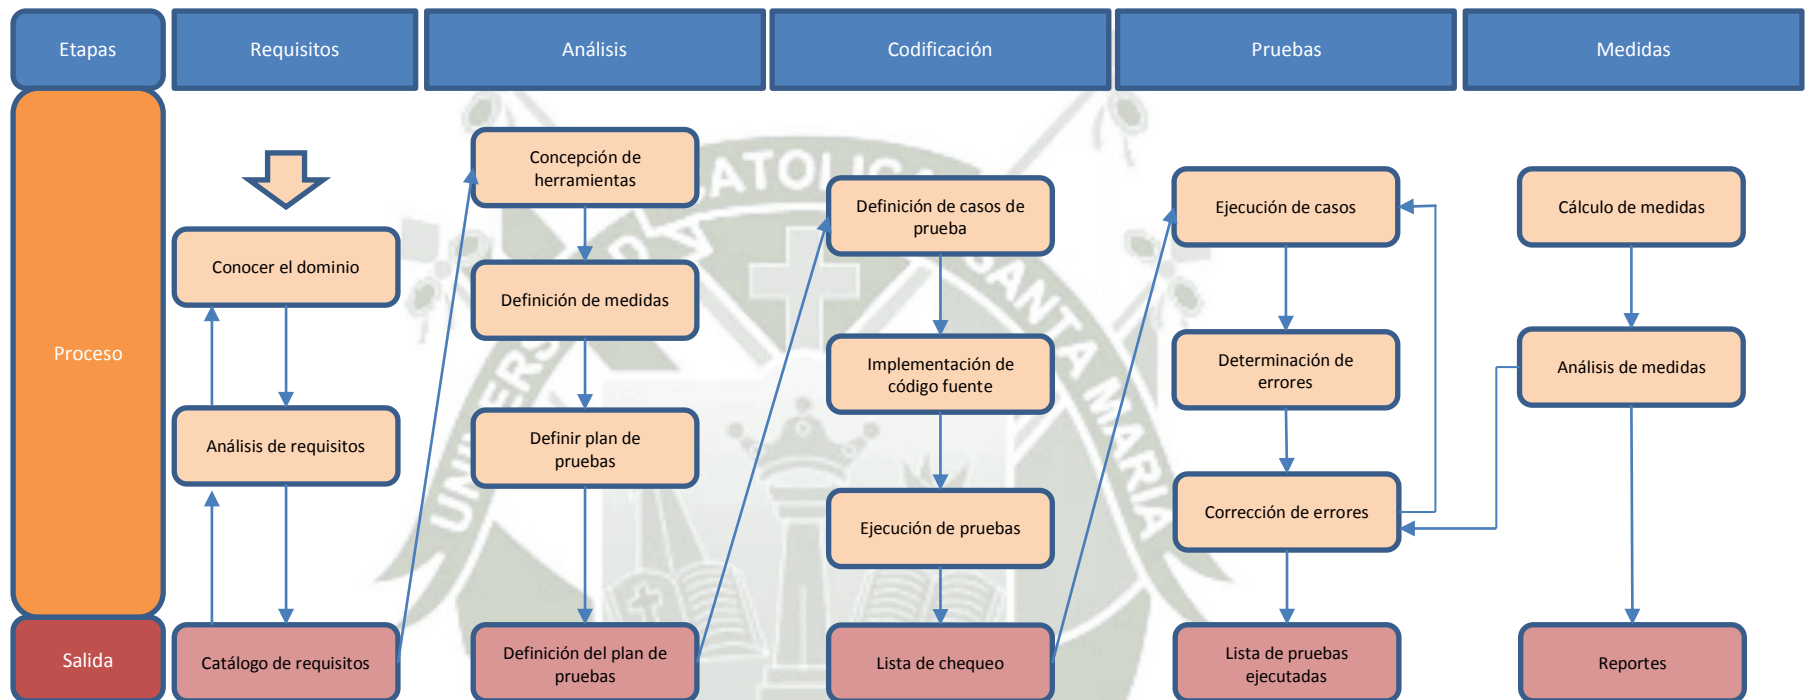 Etapas
Requisitos
Análisis
Codificación
Pruebas
Medidas
Proceso
Conocer el dominio
Análisis de requisitos
Concepción de
herramientas
Definición de medidas
Definir plan de
pruebas
Definición de casos de
prueba
Implementación de
código fuente
Ejecución de pruebas
Ejecución de casos
Determinación de
errores
Corrección de errores
Cálculo de medidas
Análisis de medidas
Salida
Catálogo de requisitos
Definición del plan de
pruebas
Lista de chequeo
Lista de pruebas
ejecutadas
Reportes
SANTA MARÍA